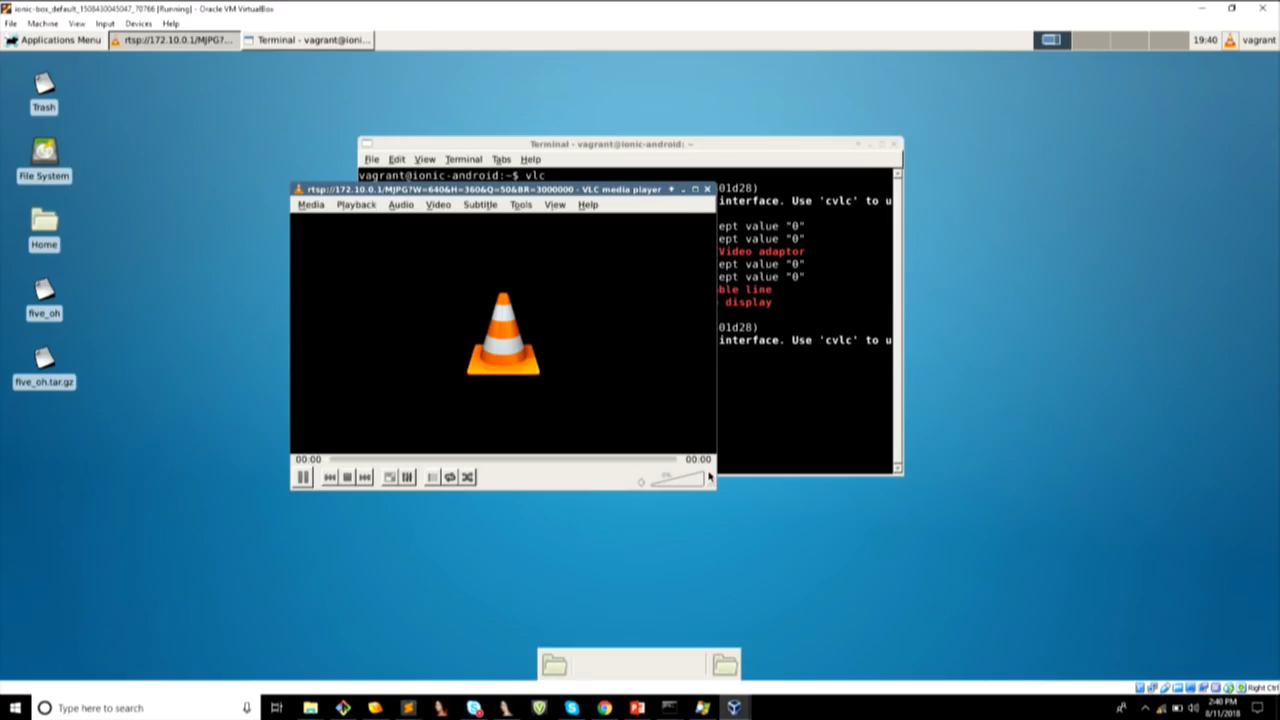 ionic-box_default_1508430045047_70766 [Running] - Oracle VM VirtualBox
File Machine View Input Devices Help
Applications Menu rtsp://172.10.0.1/MJPG?... Terminal - vagrant@ioni... 19:40 vagrant
Trash
File System
Home
five_oh
five_oh.tar.gz
Terminal - vagrant@ionic-android: ~
File Edit View Terminal Tabs Help
vagrant@ionic-android:~$ vlc
01d28)
interface. Use 'cvlc' to u
ept value "0"
ept value "0"
Video adaptor
ept value "0"
ept value "0"
ble line
display
01d28)
interface. Use 'cvlc' to u
rtsp://172.10.0.1/MJPG?W=640&H=360&Q=50&BR=3000000 - VLC media player
Media Playback Audio Video Subtitle Tools View Help
00:00 00:00
Right Ctrl
Type here to search
2:40 PM
8/11/2018